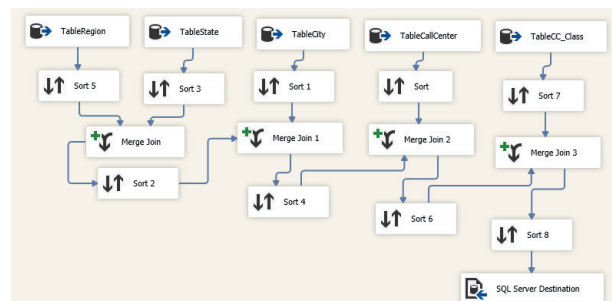 TableRegion
TableState
TableCity
TableCallCenter
TableCC_Class
Sort 5
Sort 3
Sort 1
Sort
Sort 7
Merge Join
Merge Join 1
Merge Join 2
Merge Join 3
Sort 2
Sort 4
Sort 6
Sort 8
SQL Server Destination